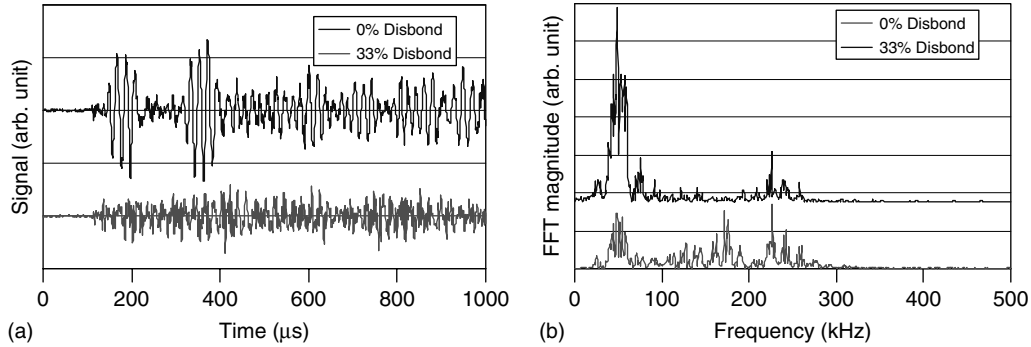 0% Disbond
33% Disbond
Signal (arb. unit)
0 200 400 600 800 1000
Time (μs)
(a)
0% Disbond
33% Disbond
FFT magnitude (arb. unit)
0 100 200 300 400 500
Frequency (kHz)
(b)